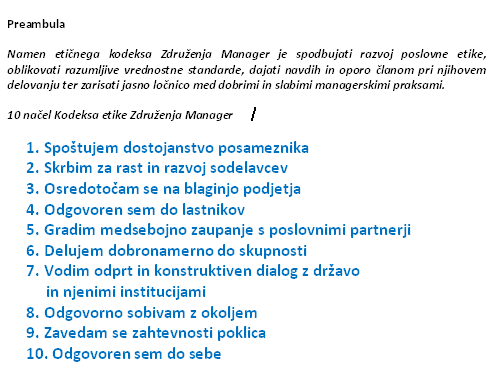 Preambula
Namen etičnega kodeksa Združenja Manager je spodbujati razvoj poslovne etike,
oblikovati razumljive vrednostne standarde, dajati navdih in oporo članom pri njihovem
delovanju ter zarisati jasno ločnico med dobrimi in slabimi managerskimi praksami.
10 načel Kodeksa etike Združenja Manager /
1. Spoštujem dostojanstvo posameznika
2. Skrbim za rast in razvoj sodelavcev
3. Osredotočam se na blaginjo podjetja
4. Odgovoren sem do lastnikov
5. Gradim medsebojno zaupanje s poslovnimi partnerji
6. Delujem dobronamerno do skupnosti
7. Vodim odprt in konstruktiven dialog z državo
in njenimi institucijami
8. Odgovorno sobivam z okoljem
9. Zavedam se zahtevnosti poklica
10. Odgovoren sem do sebe